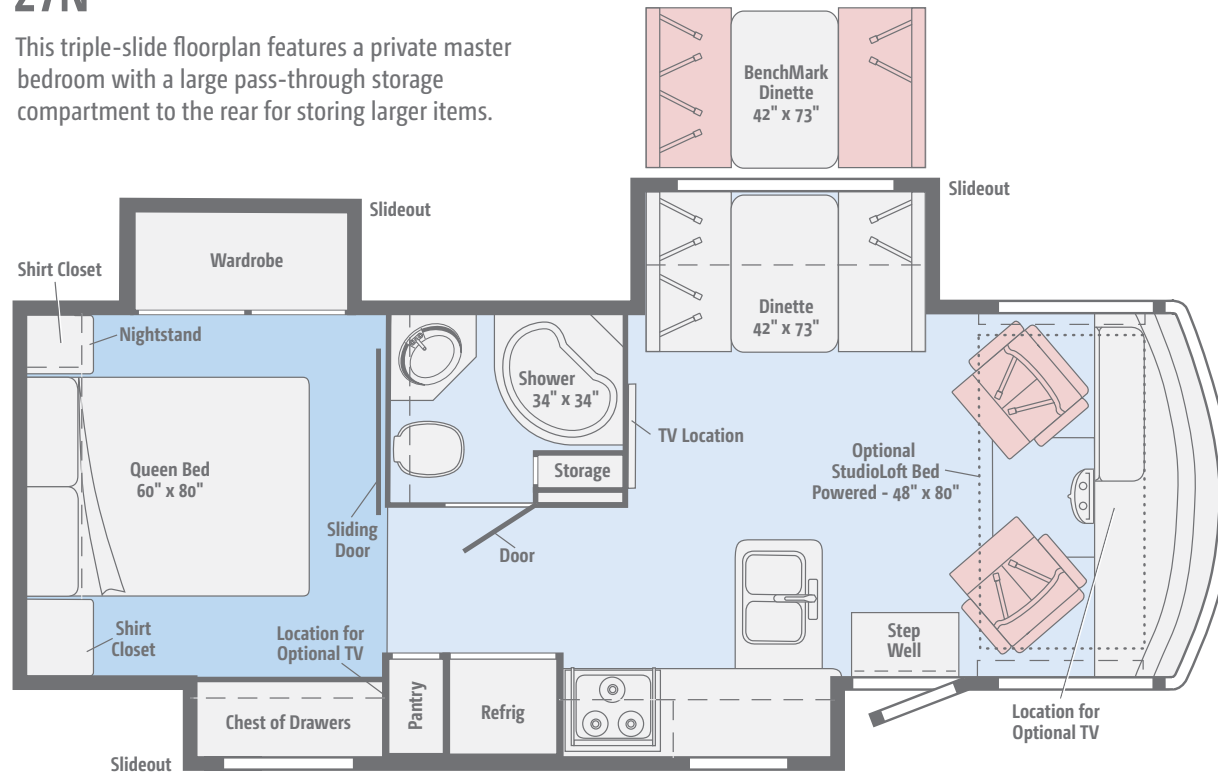 27N
This triple-slide floorplan features a private master
bedroom with a large pass-through storage
compartment to the rear for storing larger items.
BenchMark
Dinette
42" x 73"
Slideout
Slideout
Wardrobe
Shirt Closet
Nightstand
Dinette
42" x 73"
Shower
34" x 34"
TV Location
Storage
Queen Bed
60" x 80"
Optional
StudioLoft Bed
Powered - 48" x 80"
Sliding
Door
Door
Shirt
Closet
Location for
Optional TV
Step
Well
Pantry
Refrig
Chest of Drawers
Location for
Optional TV
Slideout